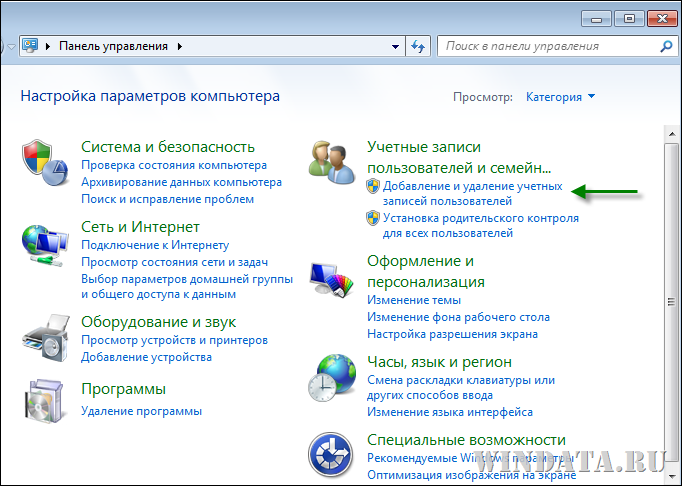 Панель управления
Поиск в панели управления
Настройка параметров компьютера
Просмотр:
Категория
Система и безопасность
Проверка состояния компьютера
Архивирование данных компьютера
Поиск и исправление проблем
Сеть и Интернет
Подключение к Интернету
Просмотр состояния сети и задач
Выбор параметров домашней группы
и общего доступа к данным
Оборудование и звук
Просмотр устройств и принтеров
Добавление устройства
Программы
Удаление программы
Учетные записи
пользователей и семейн...
Добавление и удаление учетных
записей пользователей
Установка родительского контроля
для всех пользователей
Оформление и
персонализация
Изменение темы
Изменение фона рабочего стола
Настройка разрешения экрана
Часы, язык и регион
Смена раскладки клавиатуры или
других способов ввода
Изменение языка интерфейса
Специальные возможности
Рекомендуемые Windows параметры
Оптимизация изображения на экране
WINDATA.RU